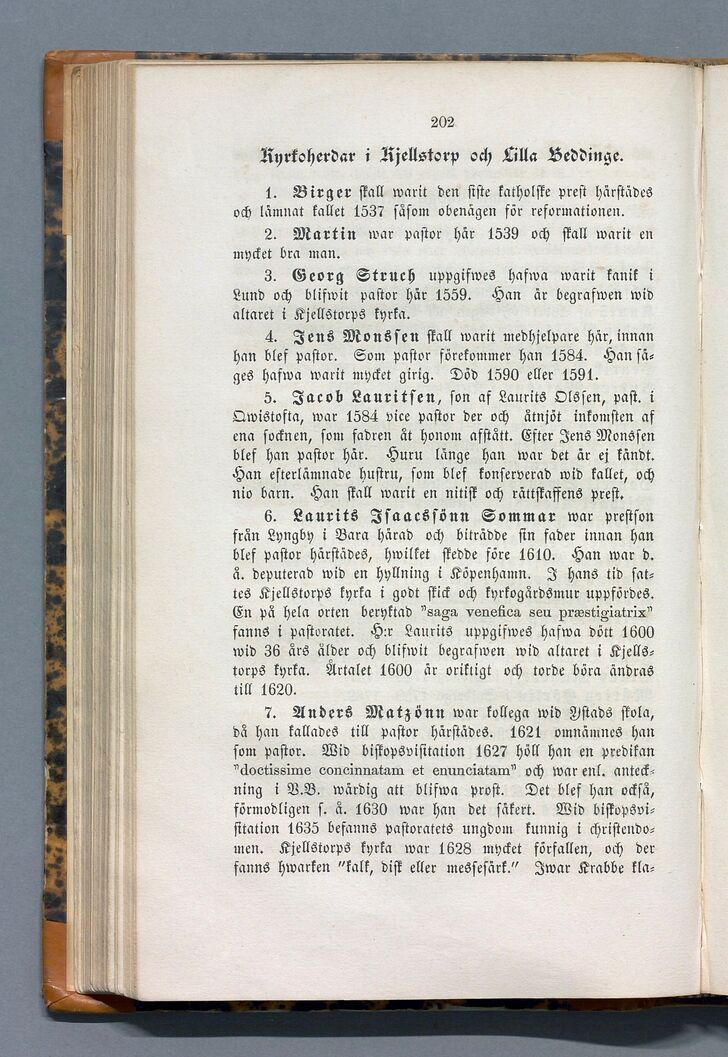 202
Kyrkoherdar i Kjellstorp och Lilla Beddinge.
1. Birger skall warit den siste katholske prest härstädes
och lämnat kallet 1537 såsom obenägen för reformationen.
2. Martin war pastor här 1539 och skall warit en
mycket bra man.
3. Georg Struch uppgifwes hafwa warit kanik i
Lund och blifwit pastor här 1559. Han är begrafwen wid
altaret i Kjellstorps kyrka.
4. Jens Monssen skall warit medhjelpare här, innan
han blef pastor. Som pastor förekommer han 1584. Han sä-
ges hafwa warit mycket girig. Död 1590 eller 1591.
5. Jacob Lauritsen, son af Laurits Olssen, past. i
Qwistofta, war 1584 vice pastor der och åtnjöt inkomsten af
ena socknen, som fadren åt honom afstått. Efter Jens Monssen
blef han pastor här. Huru länge han war det är ej kändt.
Han efterlämnade hustru, som blef konserverad wid kallet, och
nio barn. Han skall warit en nitisk och rättskaffens prest.
6. Laurits Isaacssönn Sommar war prestson
från Lyngby i Bara härad och biträdde sin fader innan han
blef pastor härstädes, hwilket skedde före 1610. Han war d.
å. deputerad wid en hyllning i Köpenhamn. I hans tid sat-
tes Kjellstorps kyrka i godt skick och kyrkogårdsmur uppfördes.
En på hela orten beryktad ”saga venefica seu præstigiatrix”
fanns i pastoratet. H:r Laurits uppgifwes hafwa dött 1600
wid 36 års ålder och blifwit begrafwen wid altaret i Kjells-
torps kyrka. Årtalet 1600 är oriktigt och torde böra ändras
till 1620.
7. Anders Matzönn war kollega wid Ystads skola,
då han kallades till pastor härstädes. 1621 omnämnes han
som pastor. Wid biskopsvisitation 1627 höll han en predikan
”doctissime concinnatam et enunciatam” och war enl. anteck-
ning i V.B. wärdig att blifwa prost. Det blef han också,
förmodligen s. å. 1630 war han det säkert. Wid biskopsvi-
sitation 1635 befanns pastoratets ungdom kunnig i christendo-
men. Kjellstorps kyrka war 1628 mycket förfallen, och der
fanns hwarken ”kalk, disk eller messesärk.” Iwar Krabbe kla-